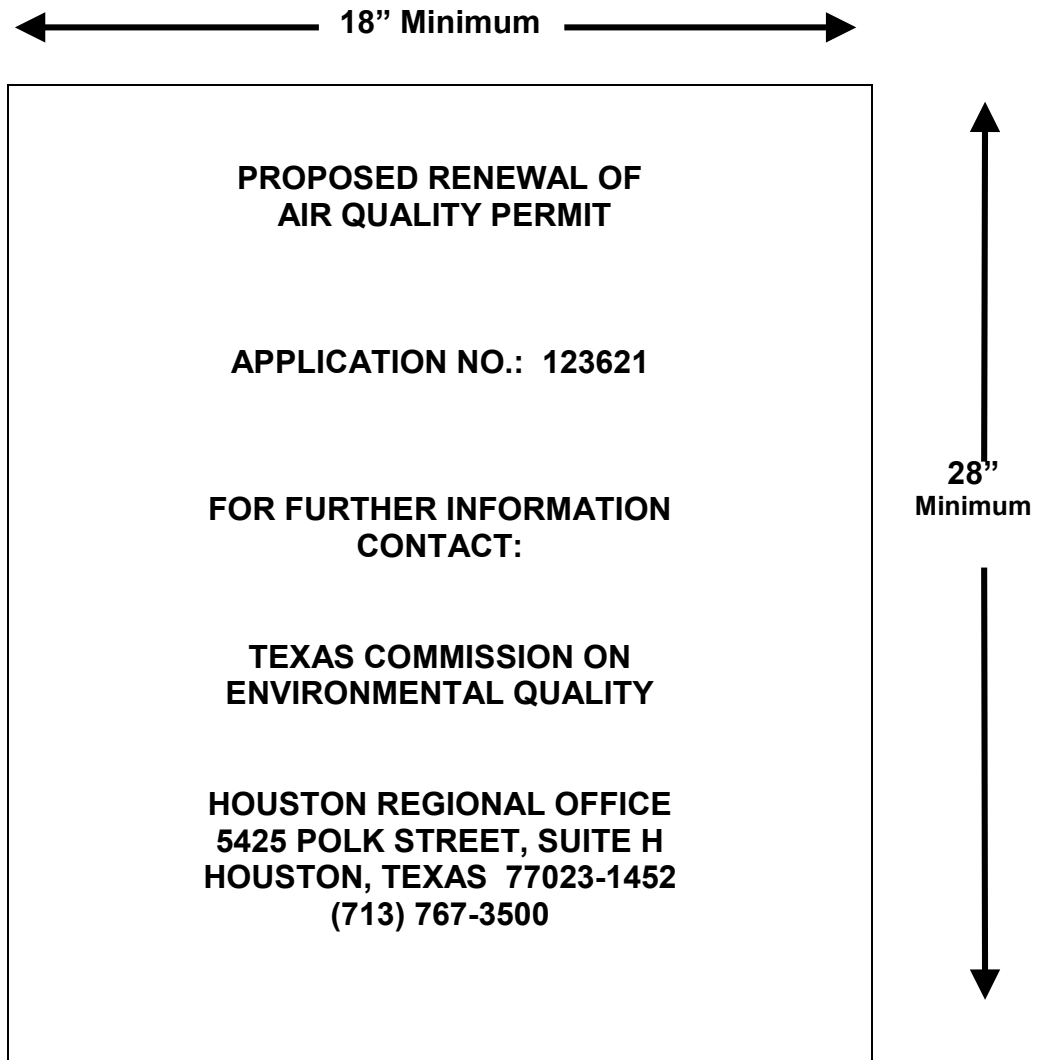 18” Minimum
PROPOSED RENEWAL OF
AIR QUALITY PERMIT
APPLICATION NO.: 123621
FOR FURTHER INFORMATION
CONTACT:
TEXAS COMMISSION ON
ENVIRONMENTAL QUALITY
HOUSTON REGIONAL OFFICE
5425 POLK STREET, SUITE H
HOUSTON, TEXAS 77023-1452
(713) 767-3500
28”
Minimum